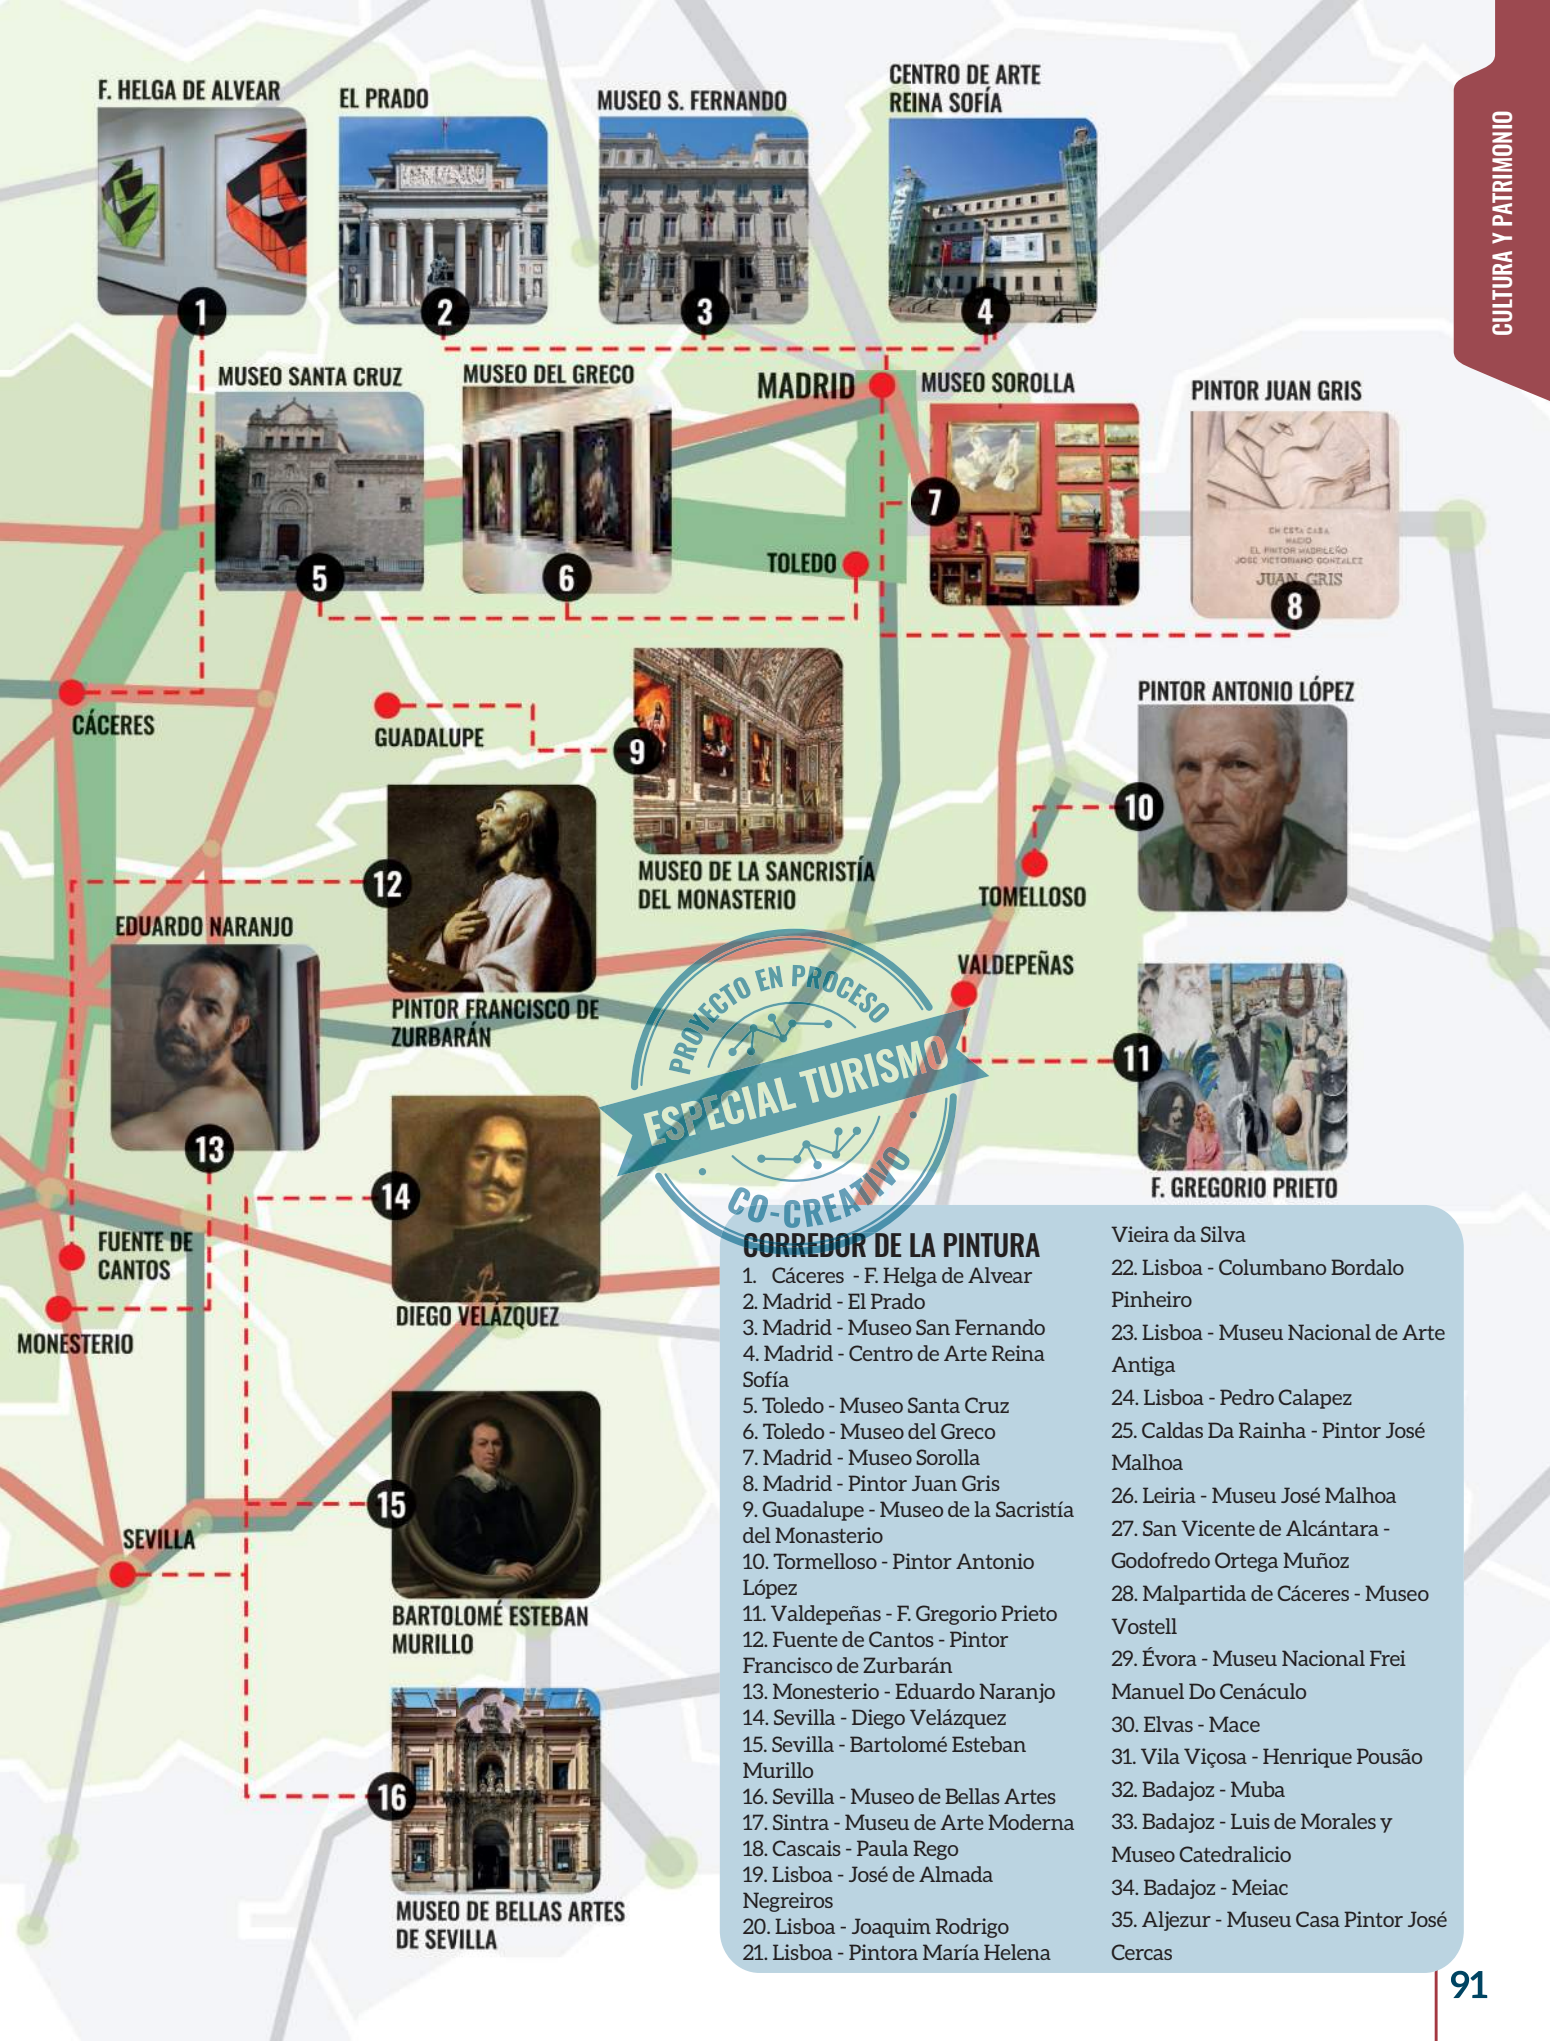 CULTURA Y PATRIMONIO
F. HELGA DE ALVEAR
EL PRADO
MUSEO S. FERNANDO
CENTRO DE ARTE
REINA SOFÍA
REINA
1
2
3
4
MUSEO SANTA CRUZ
MUSEO DEL GRECO
MADRID
MUSEO SOROLLA
PINTOR JUAN GRIS
EN ESTA CASA
NACIO
EL PINTOR MADRILEÑO
JOSE VICTORIANO GONZALEZ
JUAN GRIS
5
6
TOLEDO
7
8
CÁCERES
GUADALUPE
9
MUSEO DE LA SANCRISTÍA
DEL MONASTERIO
PINTOR ANTONIO LÓPEZ
10
TOMELLOSO
12
PINTOR FRANCISCO DE
ZURBARÁN
EDUARDO NARANJO
13
VALDEPEÑAS
11
F. GREGORIO PRIETO
PROYECTO EN PROCESO
ESPECIAL TURISMO
CO-CREATIVO
14
DIEGO VELÁZQUEZ
FUENTE DE
CANTOS
MONESTERIO
15
SEVILLA
BARTOLOMÉ ESTEBAN
MURILLO
16
MUSEO DE BELLAS ARTES
DE SEVILLA
CORREDOR DE LA PINTURA
1. Cáceres - F. Helga de Alvear
2. Madrid - El Prado
3. Madrid - Museo San Fernando
4. Madrid - Centro de Arte Reina
Sofía
5. Toledo - Museo Santa Cruz
6. Toledo - Museo del Greco
7. Madrid - Museo Sorolla
8. Madrid - Pintor Juan Gris
9. Guadalupe - Museo de la Sacristía
del Monasterio
10. Tormelloso - Pintor Antonio
López
11. Valdepeñas - F. Gregorio Prieto
12. Fuente de Cantos - Pintor
Francisco de Zurbarán
13. Monesterio - Eduardo Naranjo
14. Sevilla - Diego Velázquez
15. Sevilla - Bartolomé Esteban
Murillo
16. Sevilla - Museo de Bellas Artes
17. Sintra - Museu de Arte Moderna
18. Cascais - Paula Rego
19. Lisboa - José de Almada
Negreiros
20. Lisboa - Joaquim Rodrigo
21. Lisboa - Pintora María Helena
Vieira da Silva
22. Lisboa - Columbano Bordalo
Pinheiro
23. Lisboa - Museu Nacional de Arte
Antiga
24. Lisboa - Pedro Calapez
25. Caldas Da Rainha - Pintor José
Malhoa
26. Leiria - Museu José Malhoa
27. San Vicente de Alcántara -
Godofredo Ortega Muñoz
28. Malpartida de Cáceres - Museo
Vostell
29. Évora - Museu Nacional Frei
Manuel Do Cenáculo
30. Elvas - Mace
31. Vila Viçosa - Henrique Pousão
32. Badajoz - Muba
33. Badajoz - Luis de Morales y
Museo Catedralicio
34. Badajoz - Meiac
35. Aljezur - Museu Casa Pintor José
Cercas
91